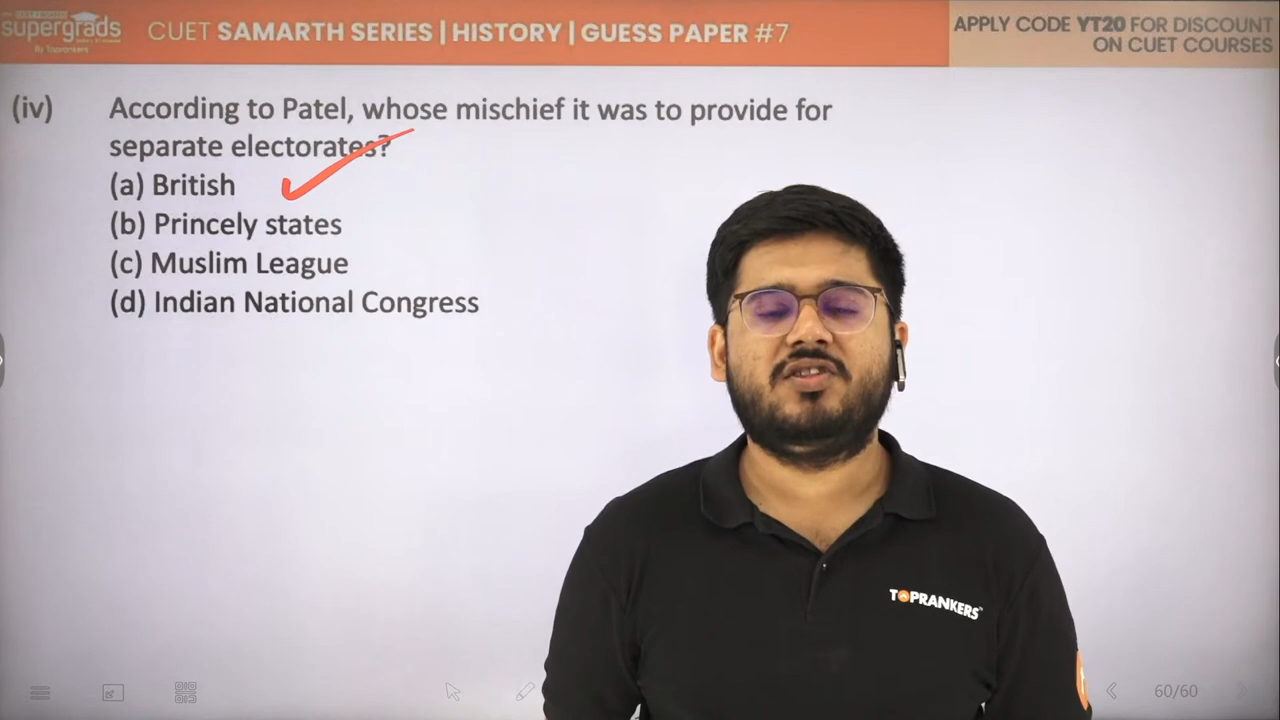 supergrads
By Toprankers
CUET SAMARTH SERIES | HISTORY | GUESS PAPER #7
APPLY CODE YT20 FOR DISCOUNT
ON CUET COURSES
(iv) According to Patel, whose mischief it was to provide for
separate electorates?
(a) British
(b) Princely states
(c) Muslim League
(d) Indian National Congress
TOPRANKERS
60/60